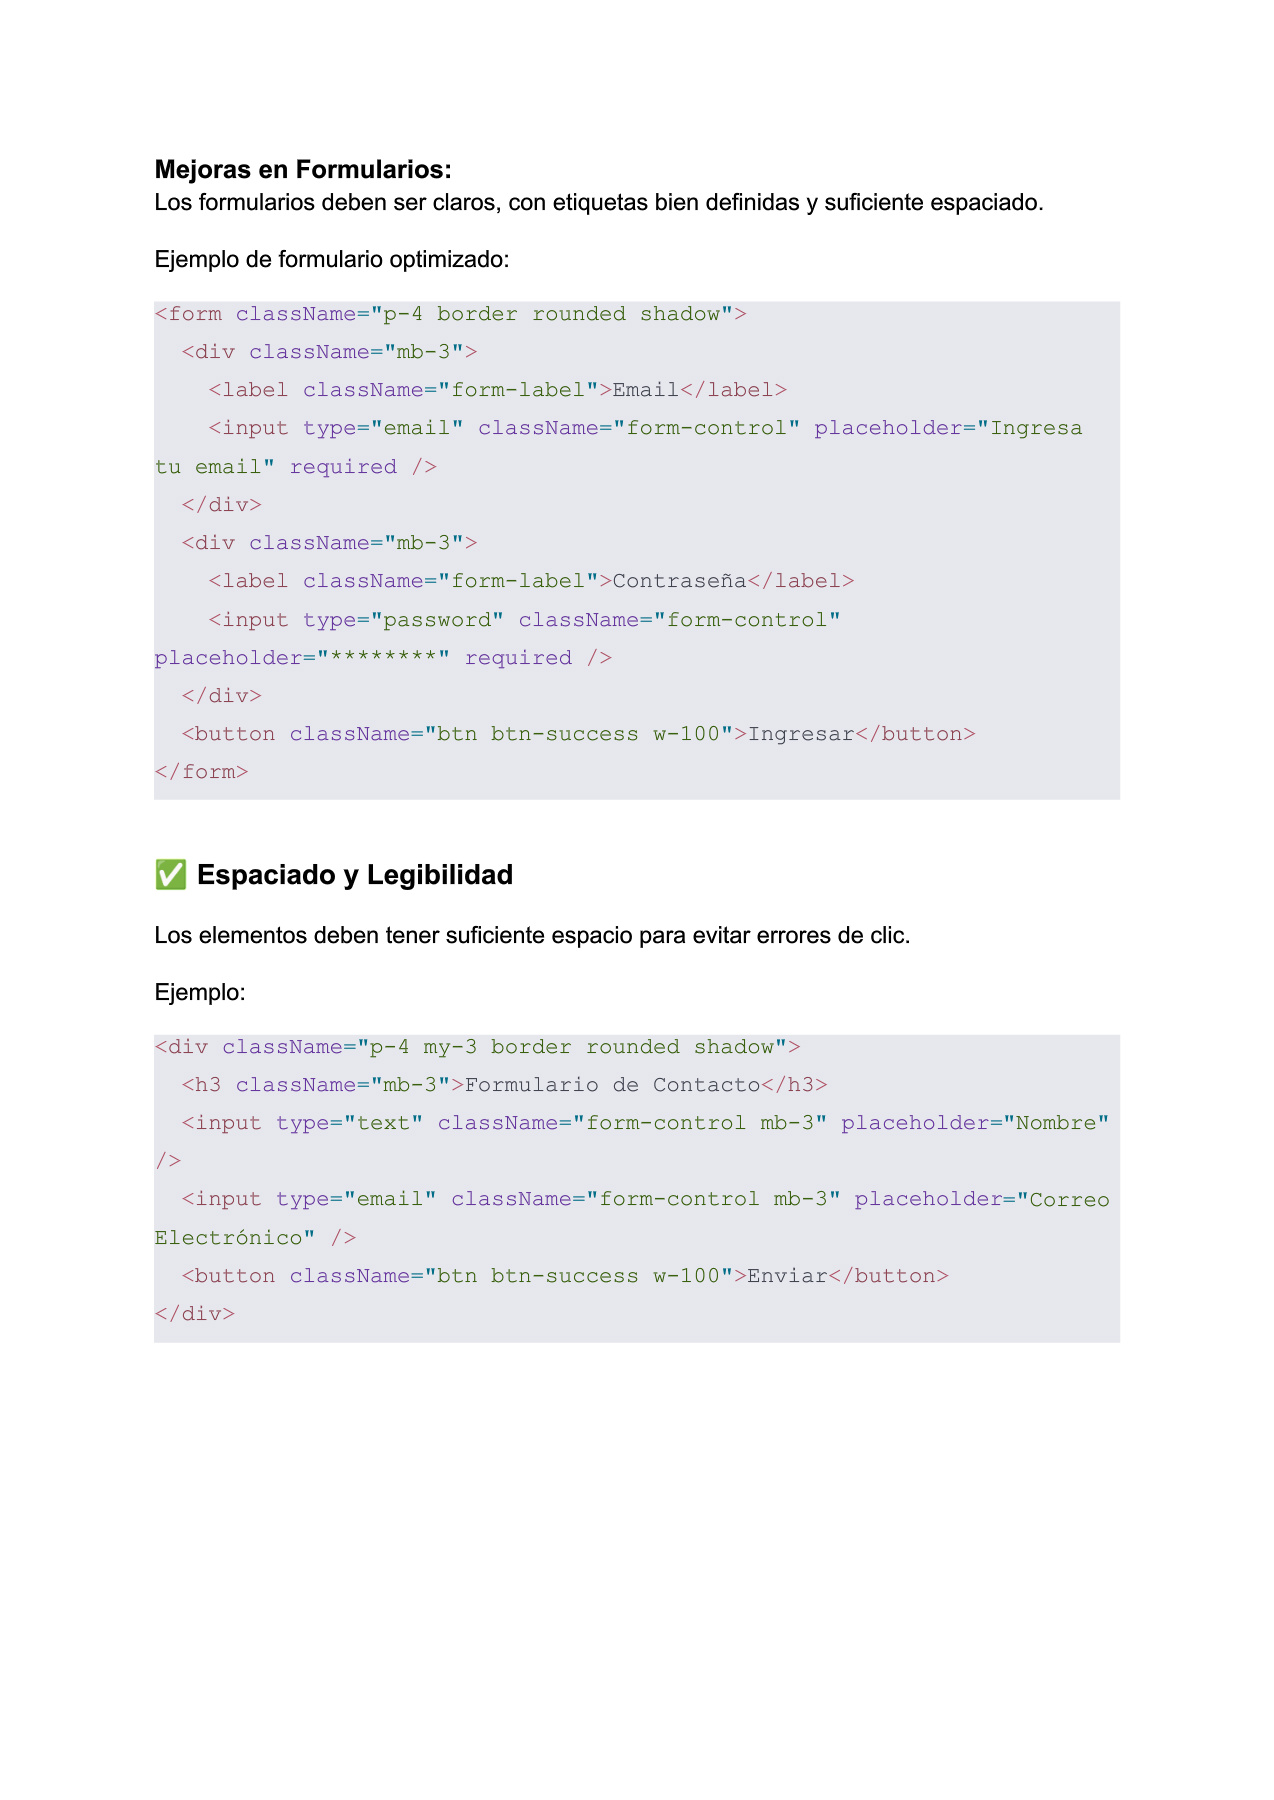 Mejoras en Formularios:
Los formularios deben ser claros, con etiquetas bien definidas y suficiente espaciado.
Ejemplo de formulario optimizado:
<form className="p-4 border rounded shadow">
  <div className="mb-3">
    <label className="form-label">Email</label>
    <input type="email" className="form-control" placeholder="Ingresa
tu email" required />
  </div>
  <div className="mb-3">
    <label className="form-label">Contraseña</label>
    <input type="password" className="form-control"
placeholder="********" required />
  </div>
  <button className="btn btn-success w-100">Ingresar</button>
</form>
✅ Espaciado y Legibilidad
Los elementos deben tener suficiente espacio para evitar errores de clic.
Ejemplo:
<div className="p-4 my-3 border rounded shadow">
  <h3 className="mb-3">Formulario de Contacto</h3>
  <input type="text" className="form-control mb-3" placeholder="Nombre"
/>
  <input type="email" className="form-control mb-3" placeholder="Correo
Electrónico" />
  <button className="btn btn-success w-100">Enviar</button>
</div>